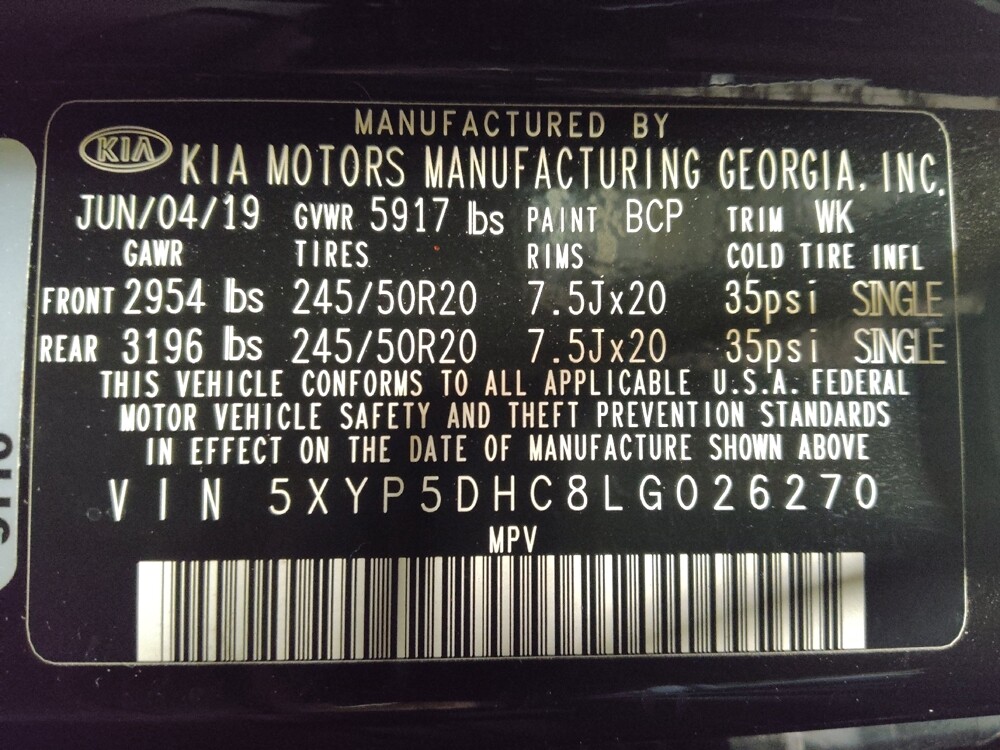 MANUFACTURED BY
KIA KIA MOTORS MANUFACTURING GEORGIA, INC.
JUN/04/19 GVWR 5917 lbs PAINT BCP TRIM WK
GAWR TIRES RIMS COLD TIRE INFL
FRONT 2954 lbs 245/50R20 7.5Jx20 35psi SINGLE
REAR 3196 lbs 245/50R20 7.5Jx20 35psi SINGLE
THIS VEHICLE CONFORMS TO ALL APPLICABLE U.S.A. FEDERAL
MOTOR VEHICLE SAFETY AND THEFT PREVENTION STANDARDS
IN EFFECT ON THE DATE OF MANUFACTURE SHOWN ABOVE
VIN 5XYP5DHC8LG026270
MPV